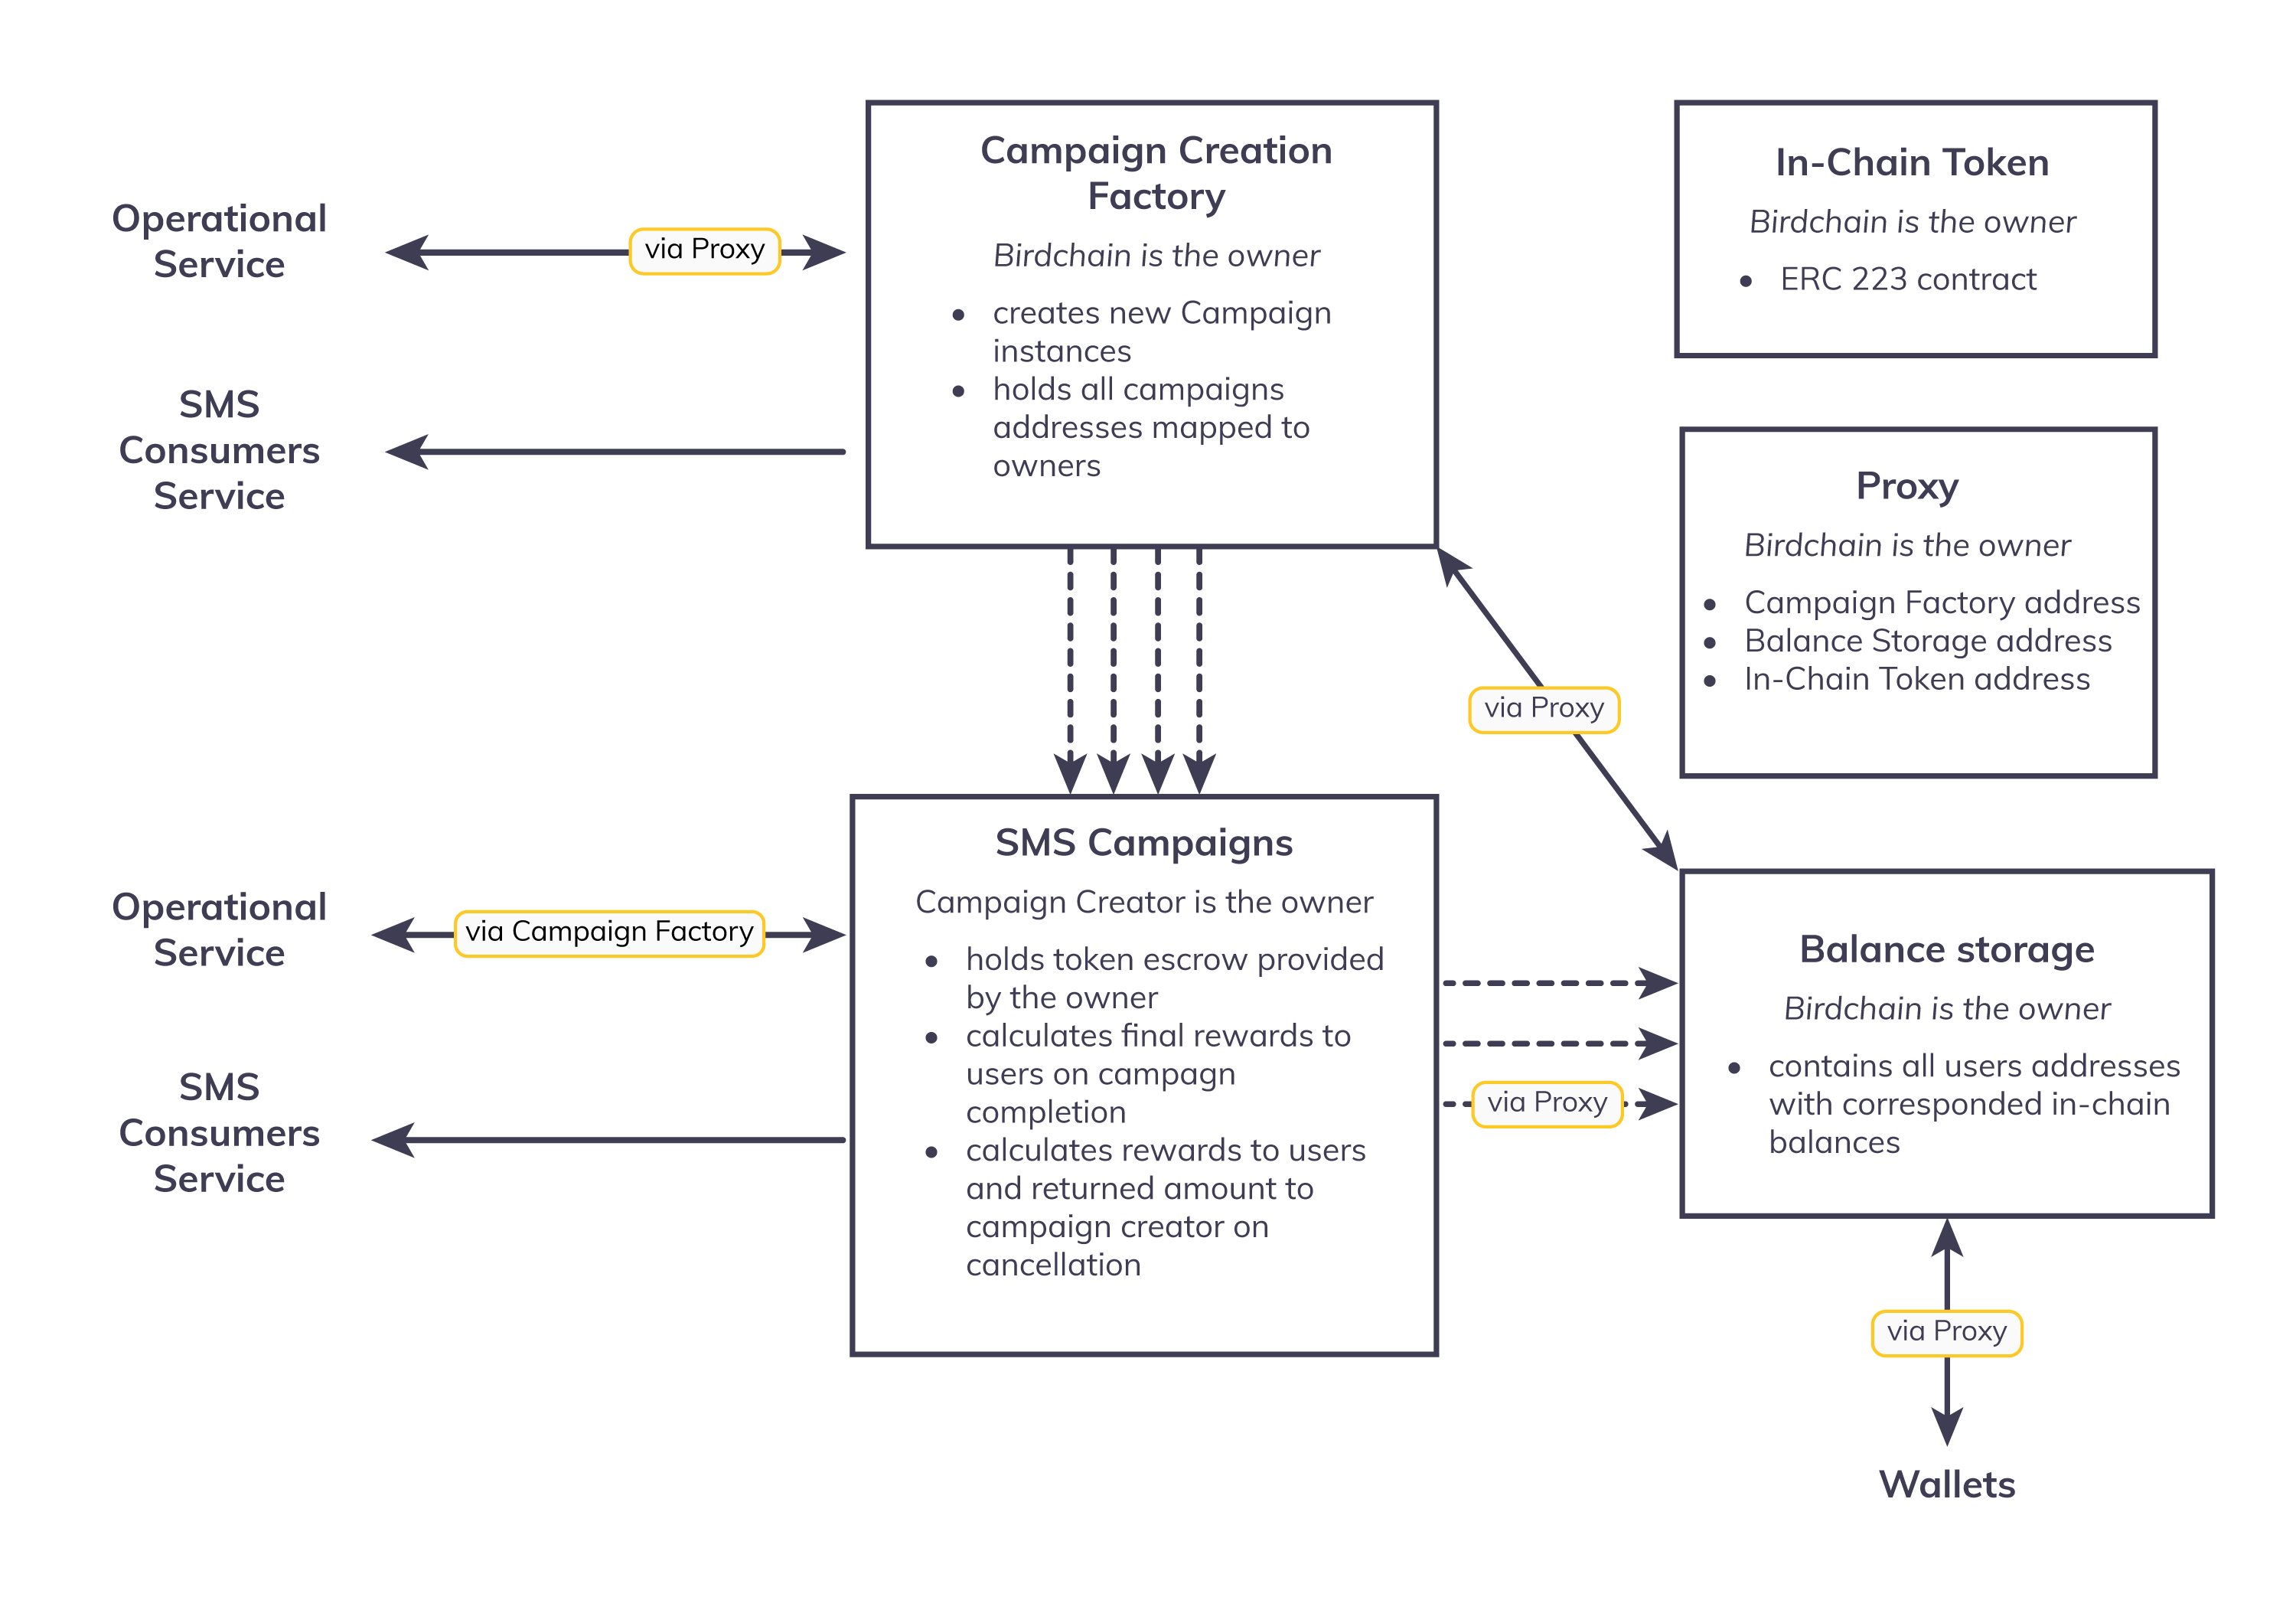 Operational
Service
via Proxy
SMS
Consumers
Service
Campaign Creation
Factory
Birdchain is the owner
• creates new Campaign
instances
• holds all campaigns
addresses mapped to
owners
In-Chain Token
Birdchain is the owner
• ERC 223 contract
Proxy
Birdchain is the owner
• Campaign Factory address
• Balance Storage address
• In-Chain Token address
via Proxy
Operational
Service
via Campaign Factory
SMS
Consumers
Service
SMS Campaigns
Campaign Creator is the owner
• holds token escrow provided
by the owner
• calculates final rewards to
users on campagn
completion
• calculates rewards to users
and returned amount to
campaign creator on
cancellation
via Proxy
Balance storage
Birdchain is the owner
• contains all users addresses
with corresponded in-chain
balances
via Proxy
Wallets